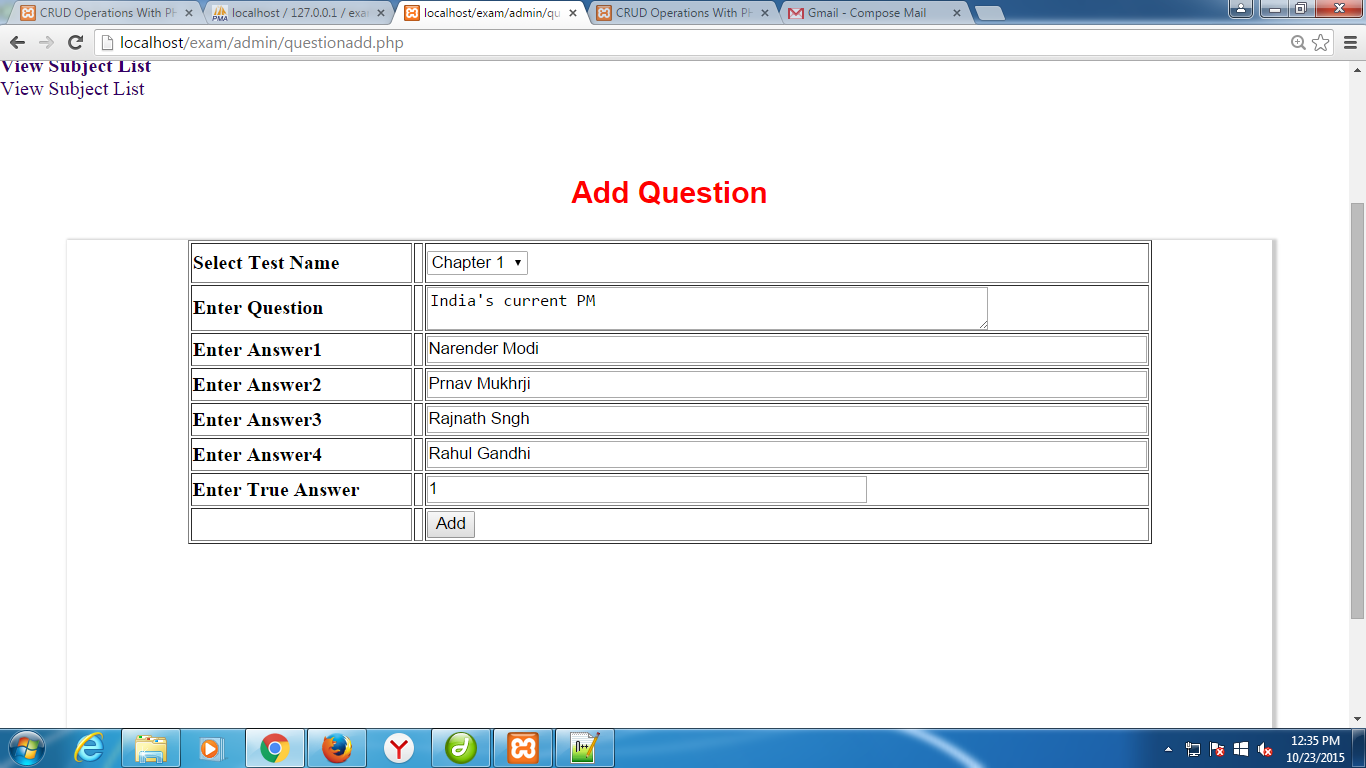 CRUD Operations With PH
localhost / 127.0.0.1 / exa
localhost/exam/admin/qu
CRUD Operations With PH
Gmail - Compose Mail
localhost/exam/admin/questionadd.php
View Subject List
View Subject List
Add Question
Select Test Name Chapter 1
Enter Question India's current PM
Enter Answer1 Narender Modi
Enter Answer2 Prnav Mukhrji
Enter Answer3 Rajnath Sngh
Enter Answer4 Rahul Gandhi
Enter True Answer 1
Add
12:35 PM
10/23/2015